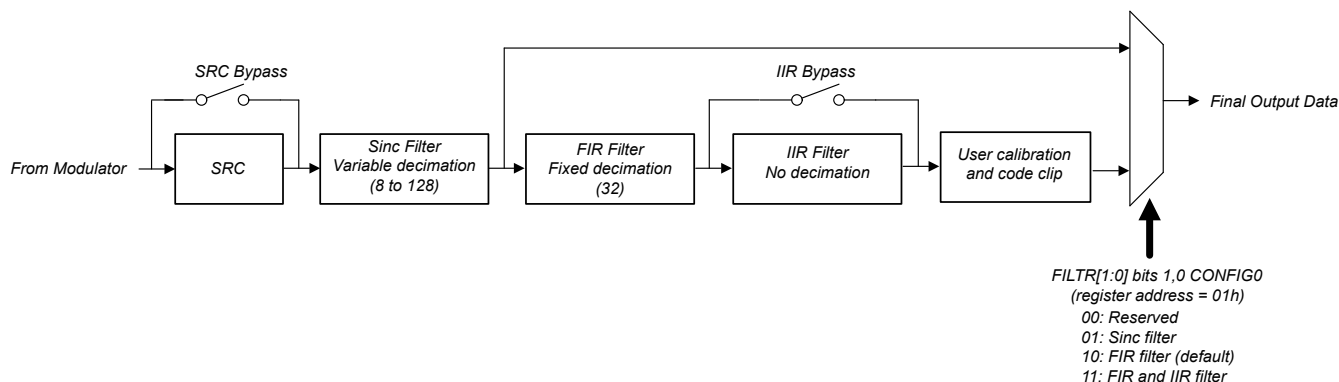 SRC Bypass
IIR Bypass
From Modulator
SRC
Sinc Filter
Variable decimation
(8 to 128)
FIR Filter
Fixed decimation
(32)
IIR Filter
No decimation
User calibration
and code clip
Final Output Data
FILTR[1:0] bits 1,0 CONFIG0
(register address = 01h)
00: Reserved
01: Sinc filter
10: FIR filter (default)
11: FIR and IIR filter